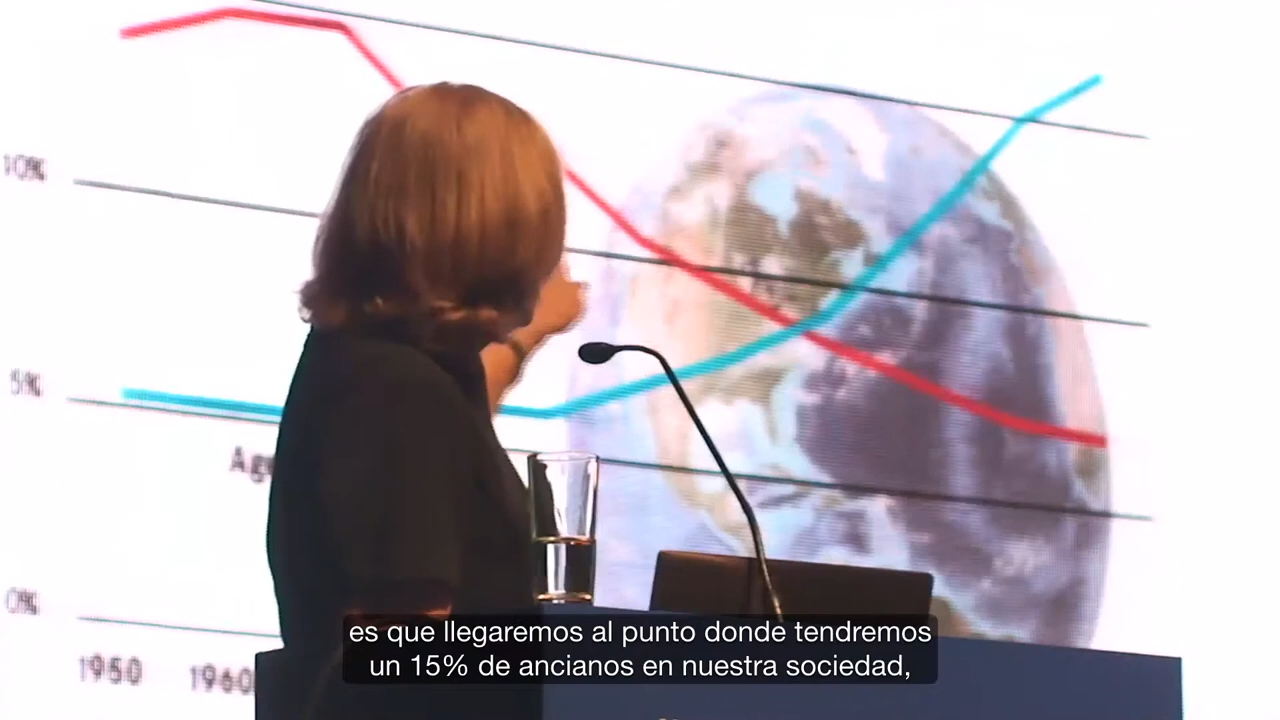 10%
5%
Ag
0%
1950 1960
es que llegaremos al punto donde tendremos
un 15% de ancianos en nuestra sociedad,